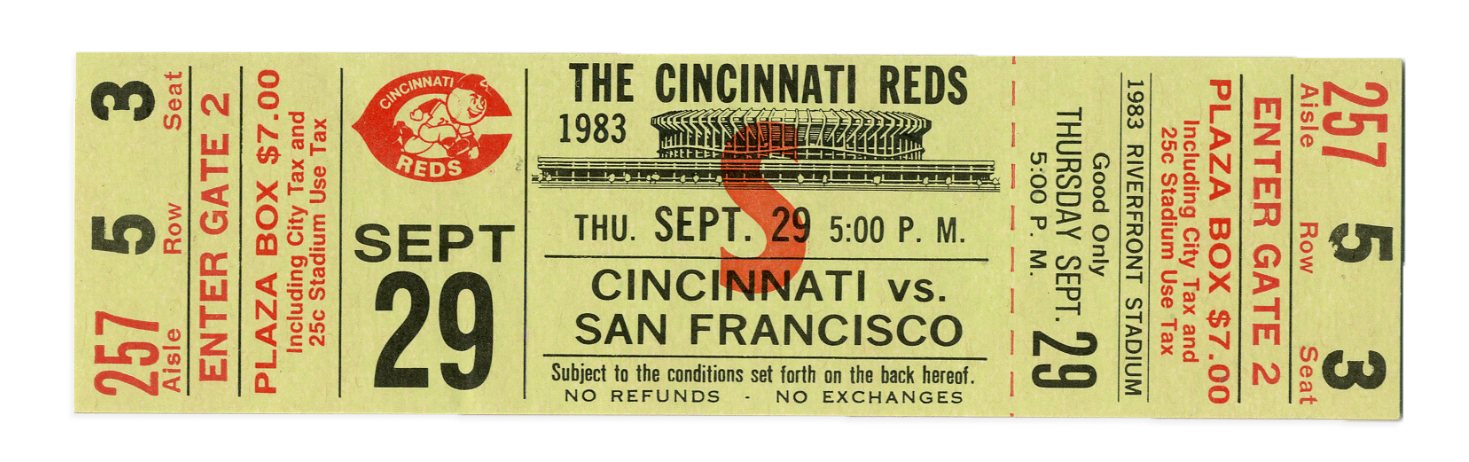 3 Seat
5 Row
257 Aisle
ENTER GATE 2
PLAZA BOX $7.00
Including City Tax and
25c Stadium Use Tax
CINCINNATI
REDS
SEPT
29
THE CINCINNATI REDS
1983
S
THU. SEPT. 29 5:00 P. M.
CINCINNATI vs.
SAN FRANCISCO
Subject to the conditions set forth on the back hereof.
NO REFUNDS - NO EXCHANGES
1983 RIVERFRONT STADIUM
Good Only
THURSDAY SEPT. 29
5:00 P. M.
PLAZA BOX $7.00
Including City Tax and
25c Stadium Use Tax
ENTER GATE 2
257 Aisle
5 Row
3 Seat